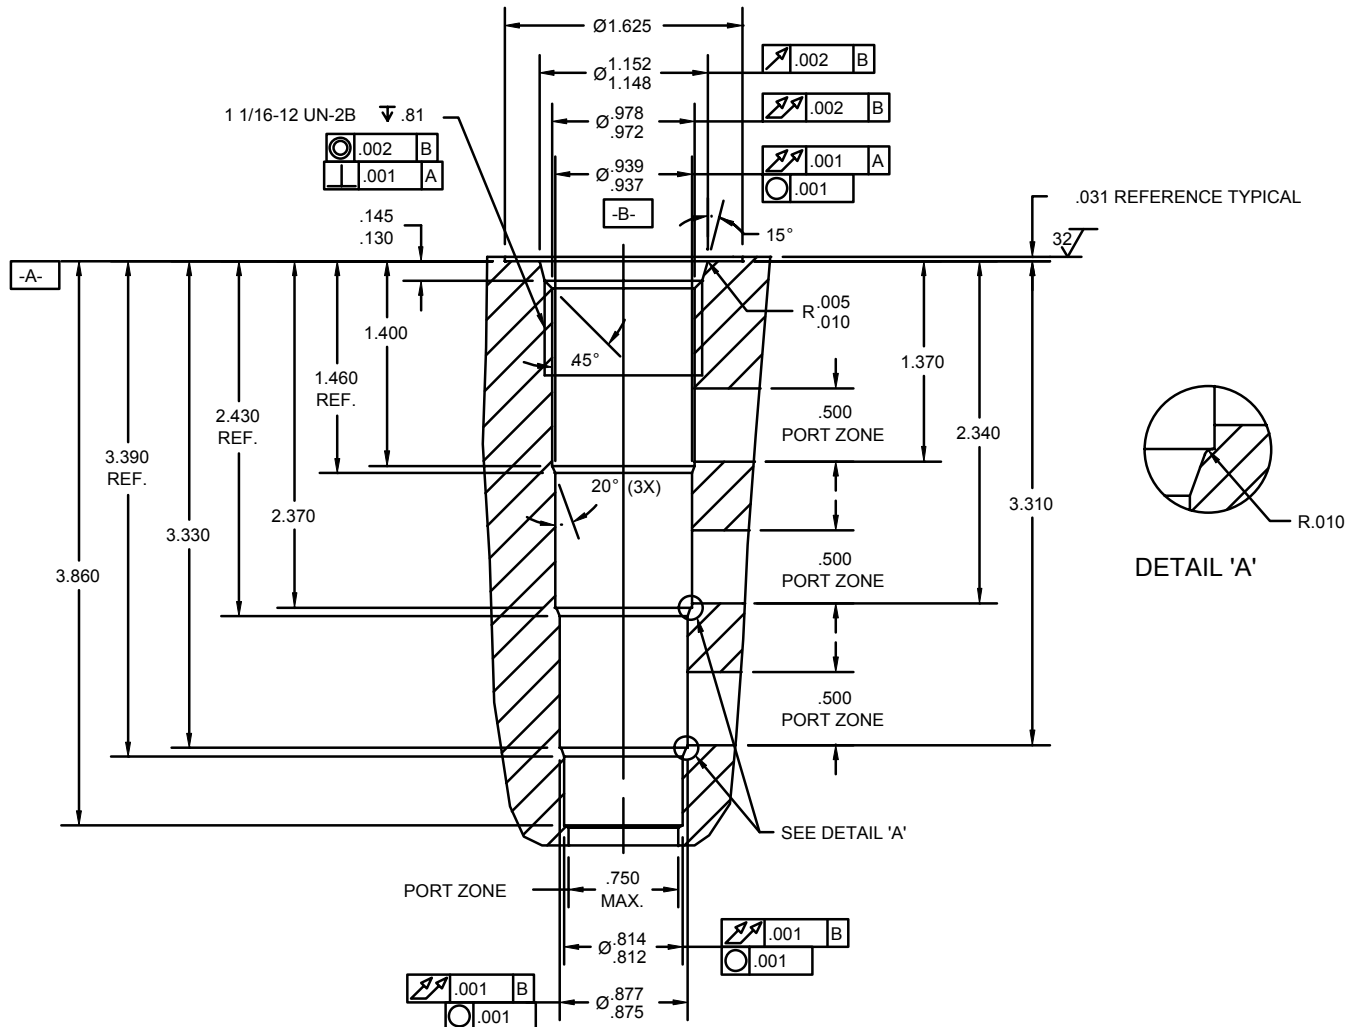 Ø1.625
Ø1.152
1.148
.002 B
1 1/16-12 UN-2B ↧ .81
.002 B
.001 A
Ø.978
.972
.002 B
Ø.939
.937
.001 A
.001
-B-
15°
.031 REFERENCE TYPICAL
32
.145
.130
-A-
R.005
.010
1.400
45°
1.370
1.460
REF.
.500
PORT ZONE
2.430
REF.
2.340
3.390
REF.
20° (3X)
2.370
3.310
R.010
3.330
.500
PORT ZONE
DETAIL 'A'
3.860
.500
PORT ZONE
SEE DETAIL 'A'
PORT ZONE
.750
MAX.
Ø.814
.812
.001 B
.001
Ø.877
.875
.001 B
.001